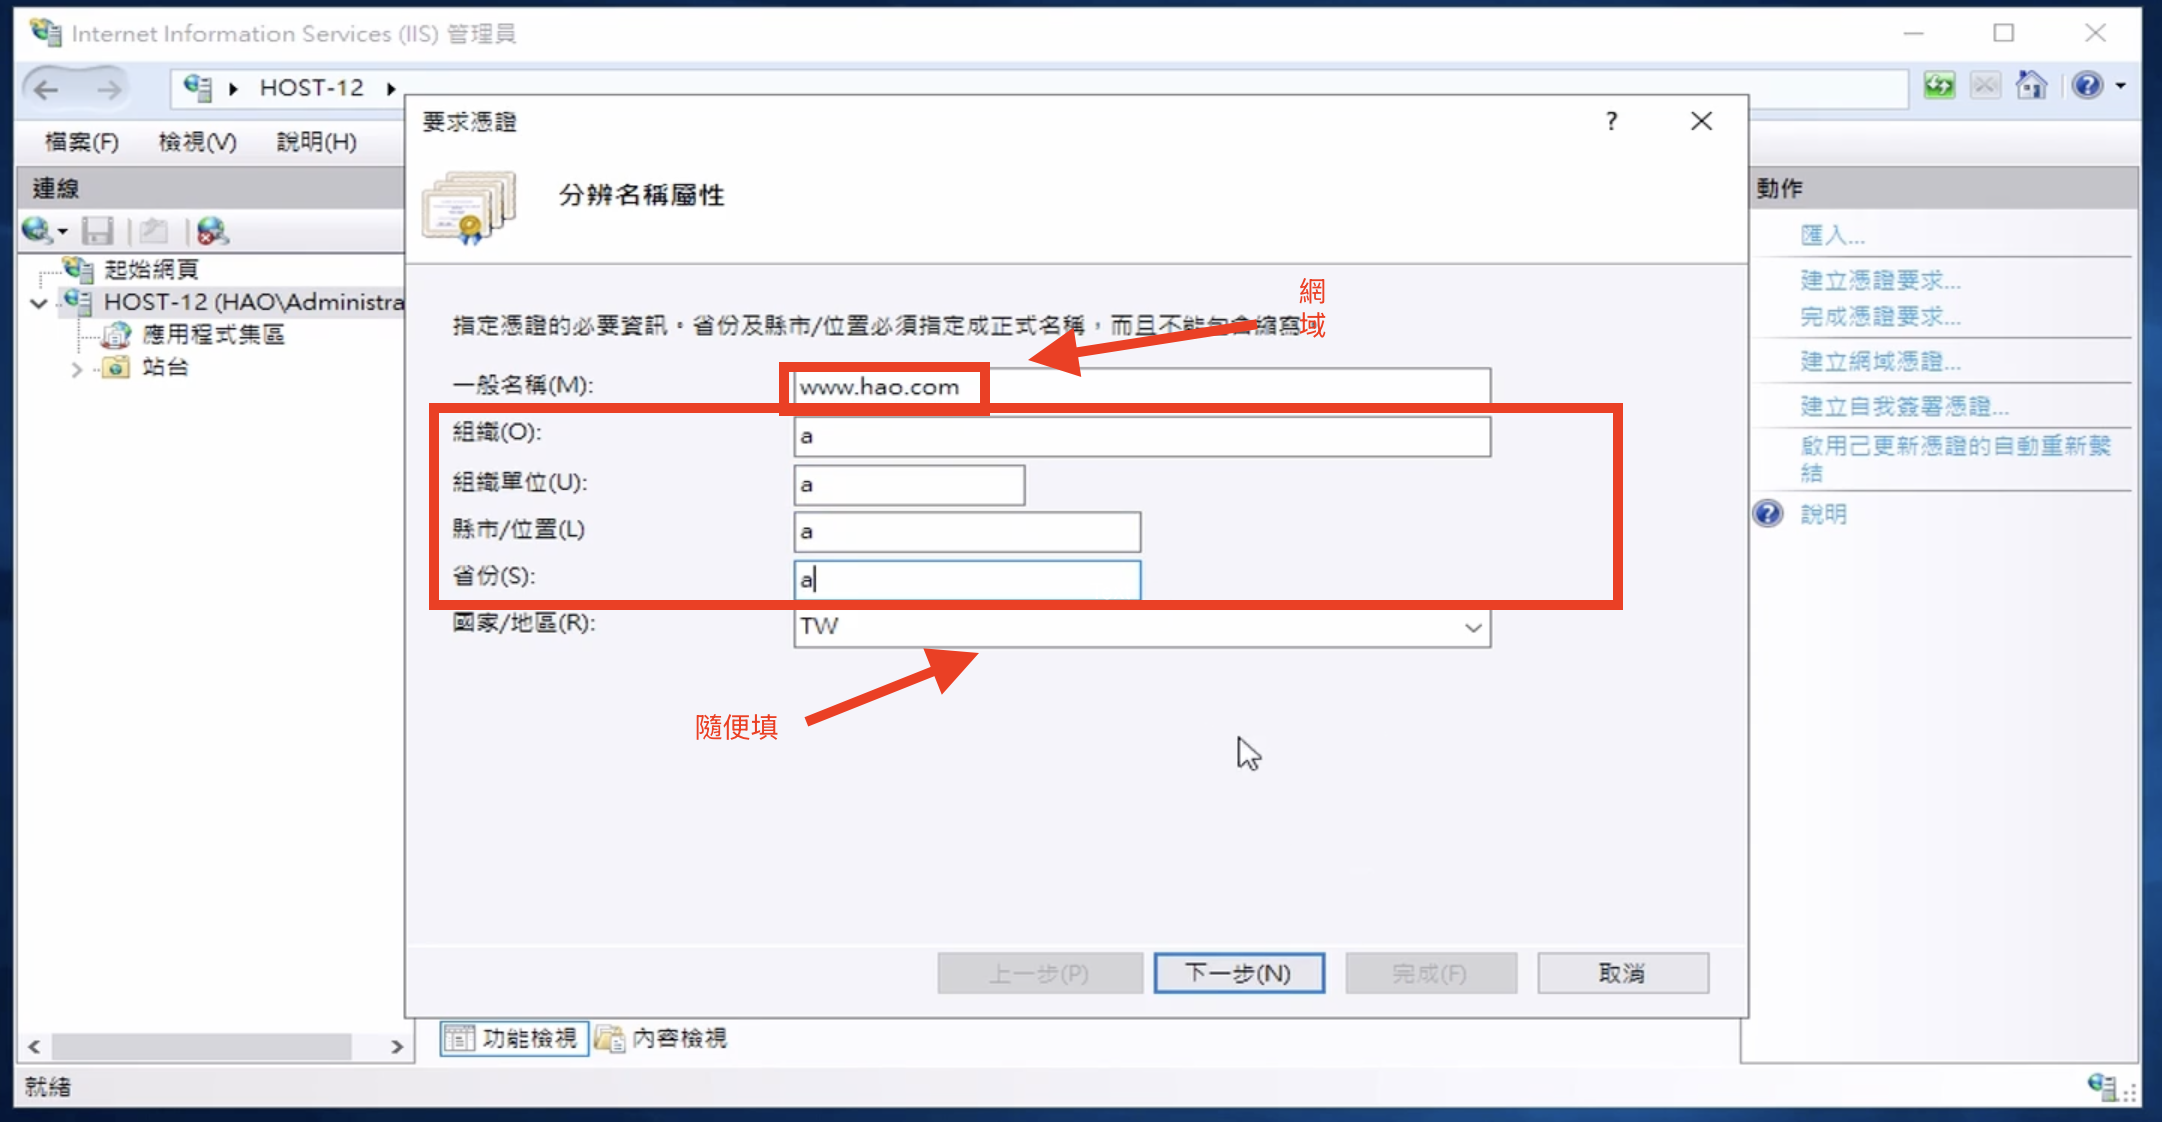 Internet Information Services (IIS) 管理員
HOST-12
檔案(F) 檢視(V) 說明(H)
連線
起始網頁
HOST-12 (HAO\Administra
應用程式集區
站台
要求憑證
?
分辨名稱屬性
網域
指定憑證的必要資訊。省份及縣市/位置必須指定成正式名稱，而且不能包含縮寫
一般名稱(M): www.hao.com
組織(O): a
組織單位(U): a
縣市/位置(L) a
省份(S): a
國家/地區(R): TW
隨便填
上一步(P) 下一步(N) 完成(F) 取消
動作
匯入...
建立憑證要求...
完成憑證要求...
建立網域憑證...
建立自我簽署憑證...
啟用已更新憑證的自動重新繫
結
說明
功能檢視 內容檢視
就緒